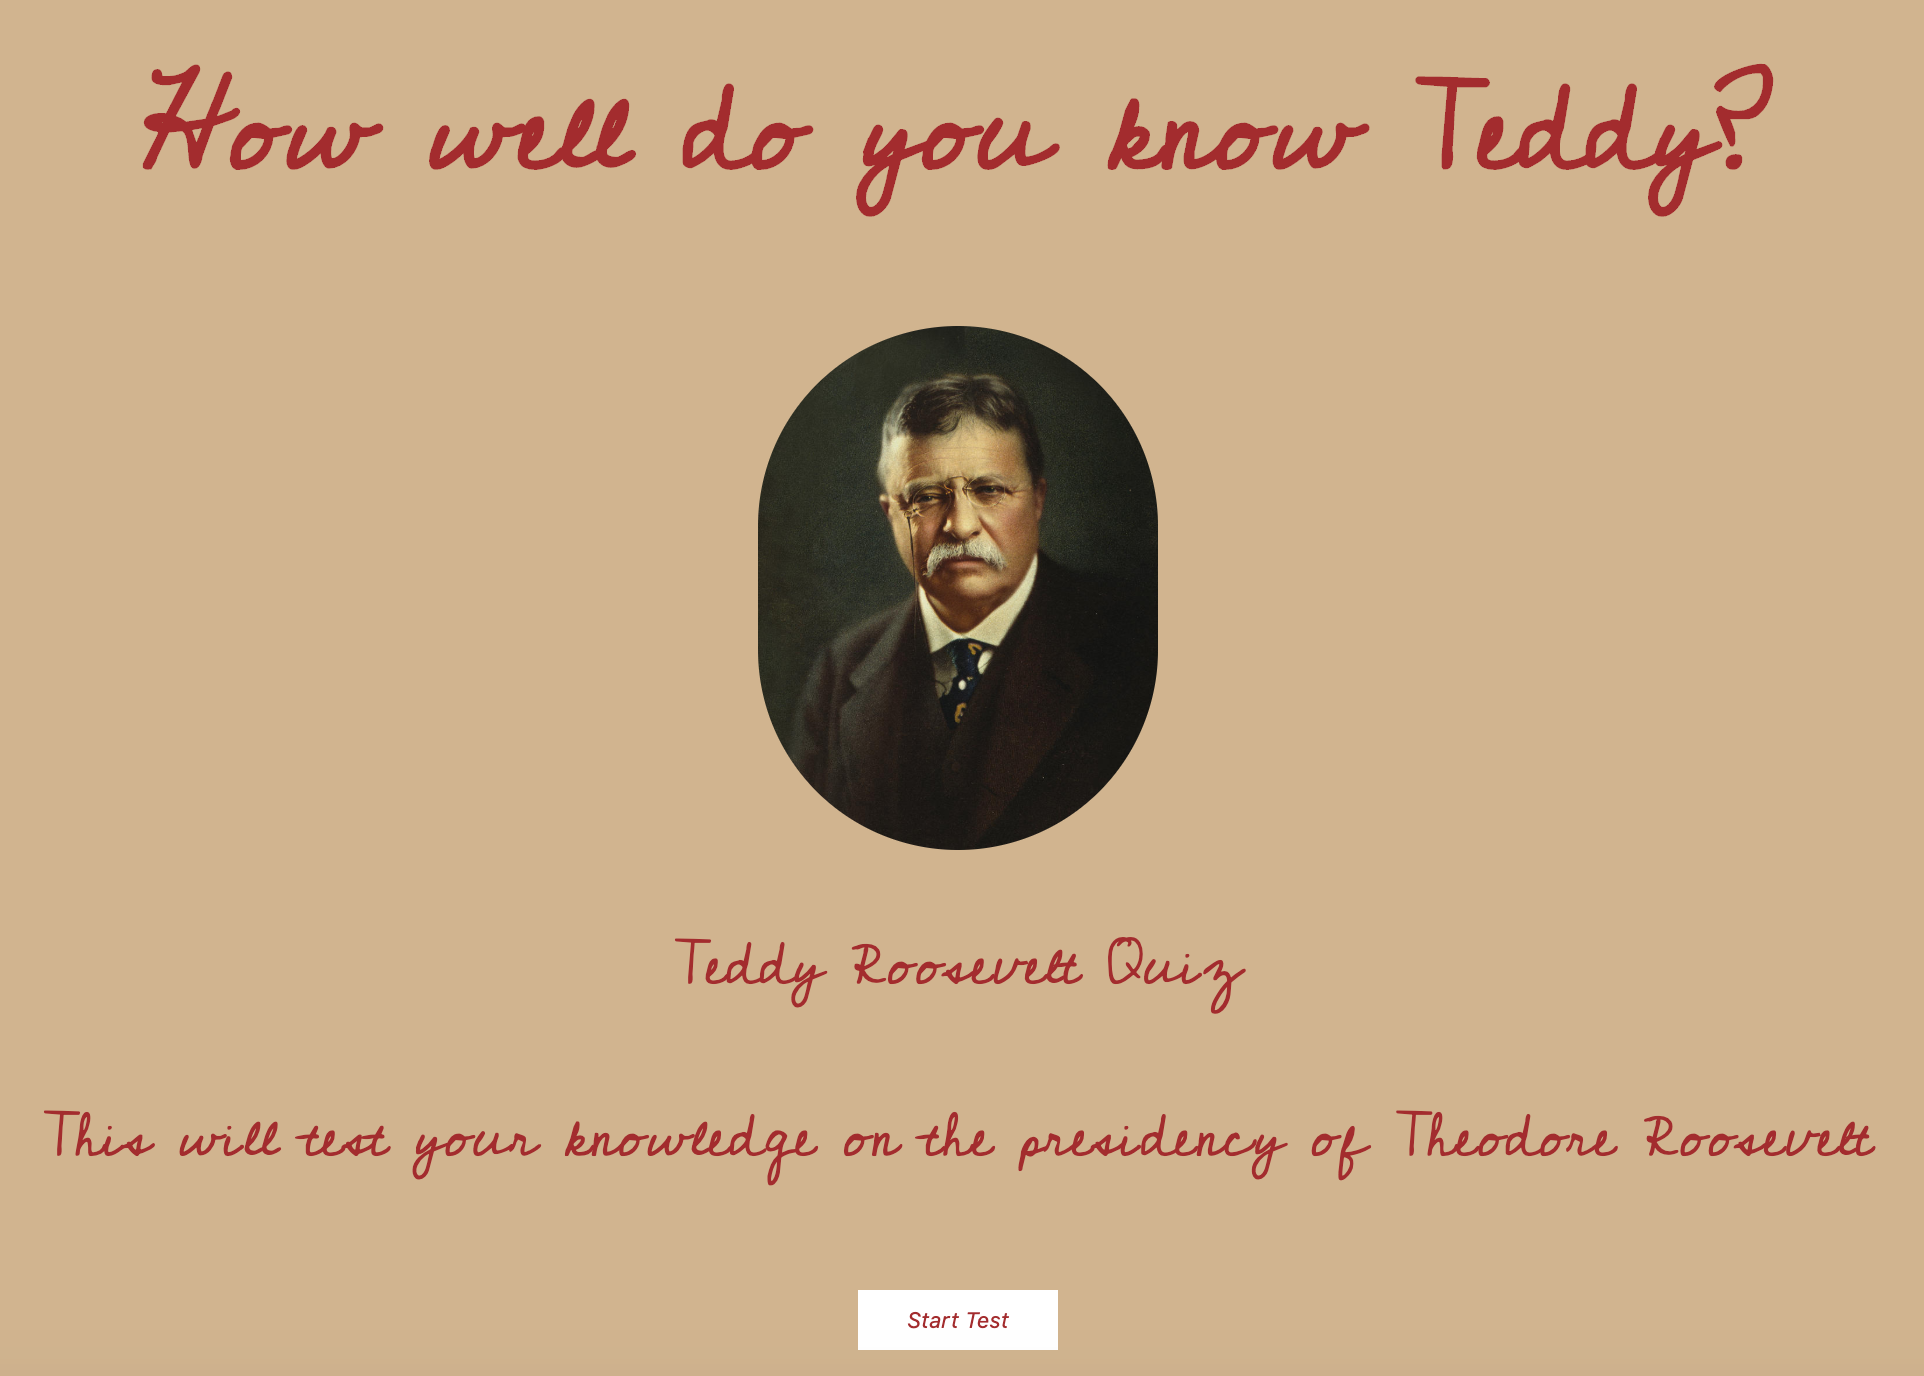 How well do you know Teddy?
Teddy Roosevelt Quiz
This will test your knowledge on the presidency of Theodore Roosevelt
Start Test